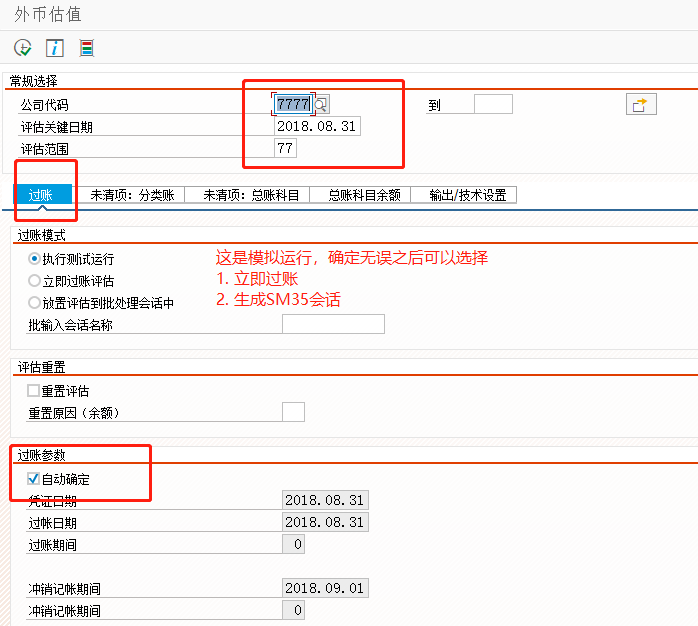 外币估值
常规选择
公司代码 7777 到
评估关键日期 2018.08.31
评估范围 77
过账 未清项：分类账 未清项：总账科目 总账科目余额 输出/技术设置
过账模式
执行测试运行
立即过账评估
放置评估到批处理会话中
批输入会话名称
这是模拟运行，确定无误之后可以选择
1. 立即过账
2. 生成SM35会话
评估重置
重置评估
重置原因（余额）
过账参数
自动确定
凭证日期 2018.08.31
过帐日期 2018.08.31
过账期间 0
冲销记帐期间 2018.09.01
冲销记帐期间 0